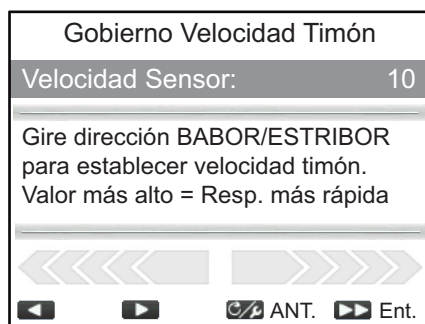 Gobierno Velocidad Timón
Velocidad Sensor: 10
Gire dirección BABOR/ESTRIBOR
para establecer velocidad timón.
Valor más alto = Resp. más rápida
ANT. Ent.